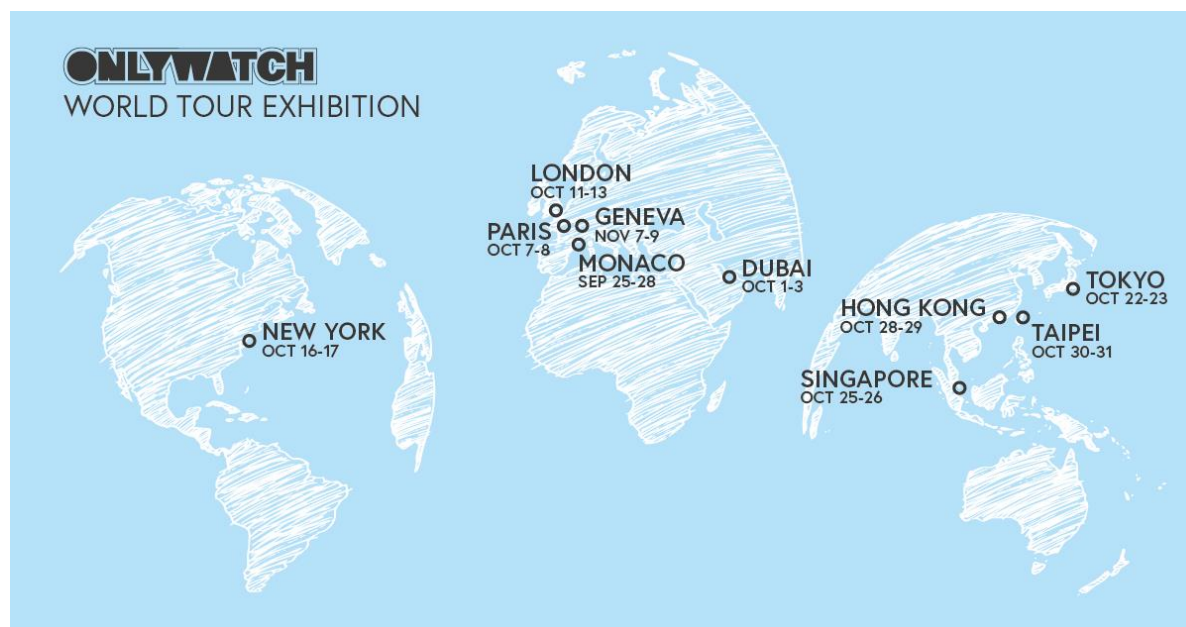 ONLYWATCH
WORLD TOUR EXHIBITION
LONDON
OCT 11-13
PARIS
OCT 7-8
GENEVA
NOV 7-9
MONACO
SEP 25-28
DUBAI
OCT 1-3
NEW YORK
OCT 16-17
TOKYO
OCT 22-23
HONG KONG
OCT 28-29
TAIPEI
OCT 30-31
SINGAPORE
OCT 25-26